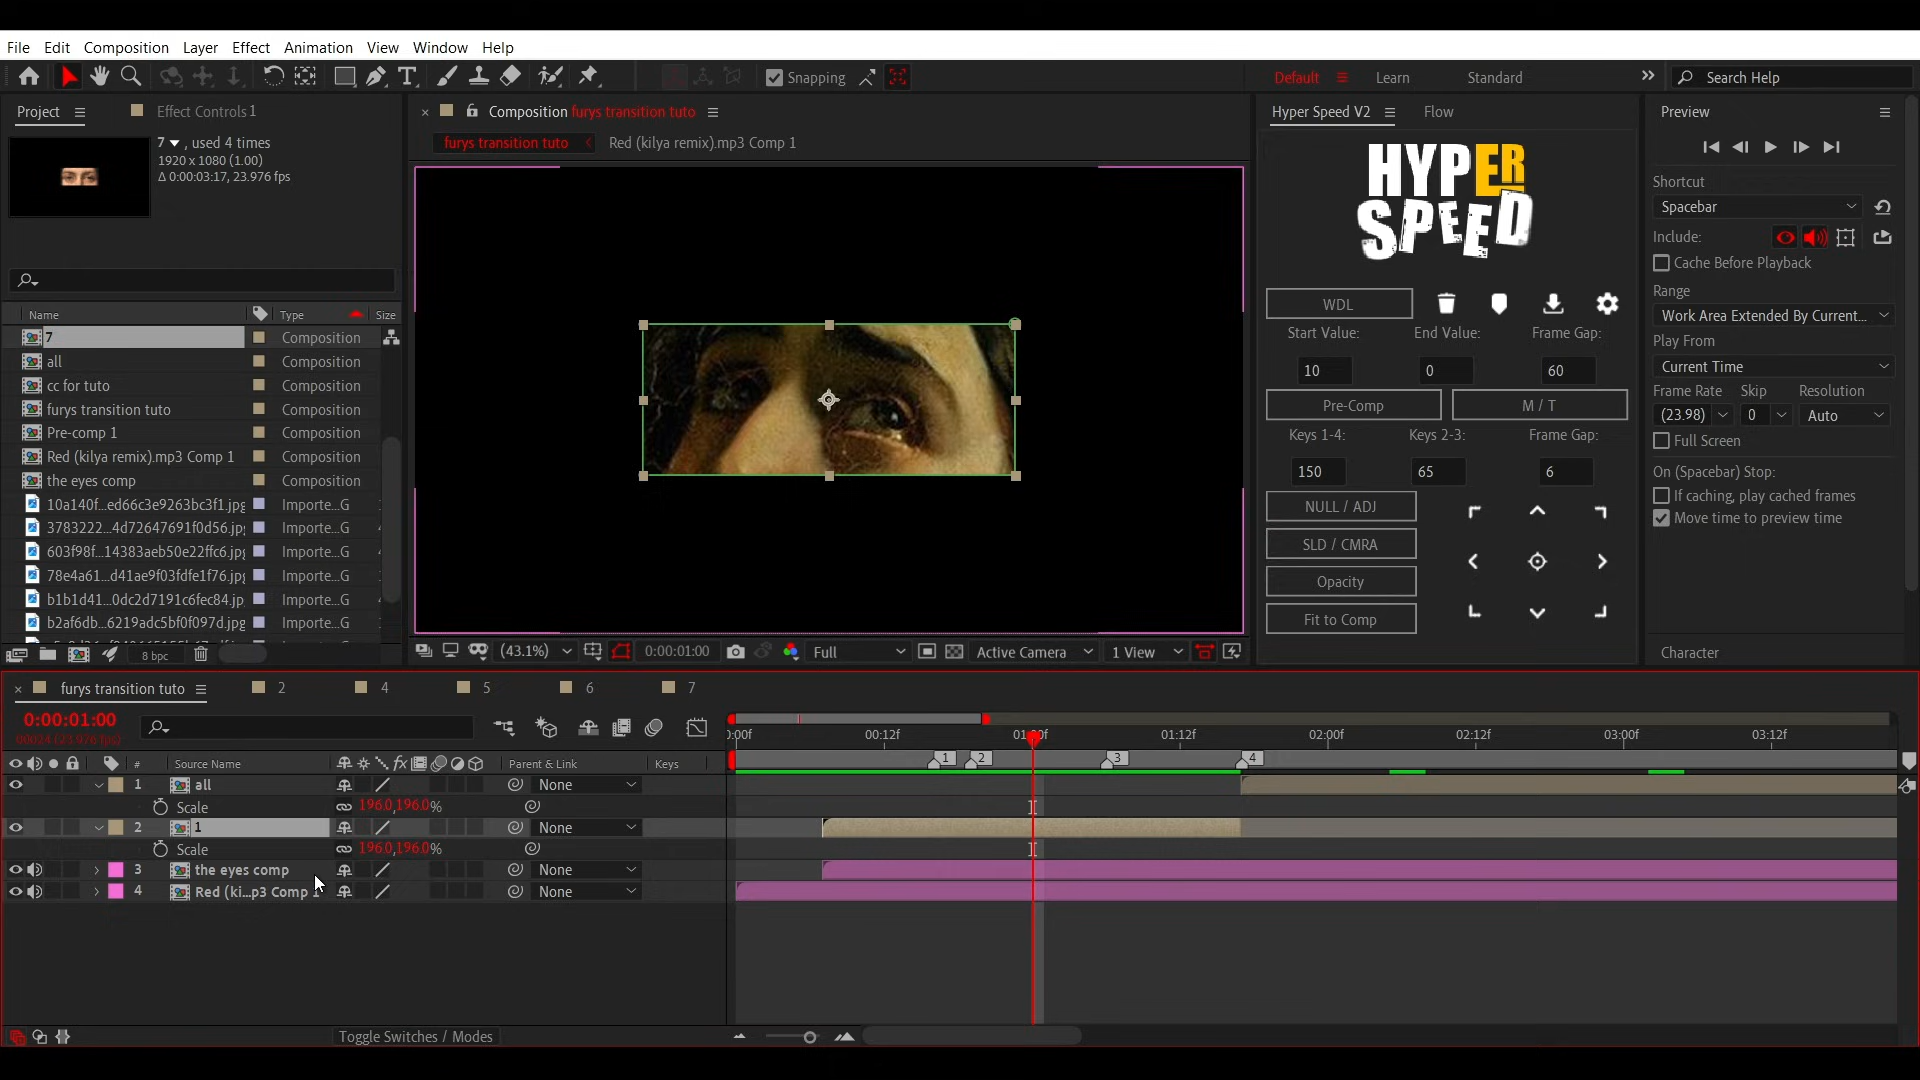 File Edit Composition Layer Effect Animation View Window Help
Snapping
Default Learn Standard Search Help
Project Effect Controls 1
7 , used 4 times
1920 x 1080 (1.00)
Δ 0:00:03:17, 23.976 fps
Name Type Size
7 Composition
all Composition
cc for tuto Composition
furys transition tuto Composition
Pre-comp 1 Composition
Red (kilya remix).mp3 Comp 1 Composition
the eyes comp Composition
10a140f...ed66c3e9263bc3f1.jpg Importe...G
3783222...4d72647691f0d56.jpg Importe...G
603f98f...14383aeb50e22ffc6.jpg Importe...G
78e4a61...d41ae9f03fdfe1f76.jpg Importe...G
b1b1d41...0dc2d7191c6fec84.jp Importe...G
b2af6db...6219adc5bf0f097d.jpg Importe...G
8 bpc
Composition furys transition tuto
furys transition tuto Red (kilya remix).mp3 Comp 1
(43.1%) 0:00:01:00 Full Active Camera 1 View
Hyper Speed V2 Flow
HYPER
SPEED
WDL
Start Value: End Value: Frame Gap:
10 0 60
Pre-Comp M / T
Keys 1-4: Keys 2-3: Frame Gap:
150 65 6
NULL / ADJ
SLD / CMRA
Opacity
Fit to Comp
Preview
Shortcut
Spacebar
Include:
Cache Before Playback
Range
Work Area Extended By Current...
Play From
Current Time
Frame Rate Skip Resolution
(23.98) 0 Auto
Full Screen
On (Spacebar) Stop:
If caching, play cached frames
Move time to preview time
Character
furys transition tuto 2 4 5 6 7
0:00:01:00
00024 (23.976 fps)
:00f 00:12f 01:00f 01:12f 02:00f 02:12f 03:00f 03:12f
# Source Name fx Parent & Link Keys
1 2 3 4
1 all None
Scale 196.0,196.0%
2 1 None
Scale 196.0,196.0%
3 the eyes comp None
4 Red (ki...p3 Comp 1 None
Toggle Switches / Modes